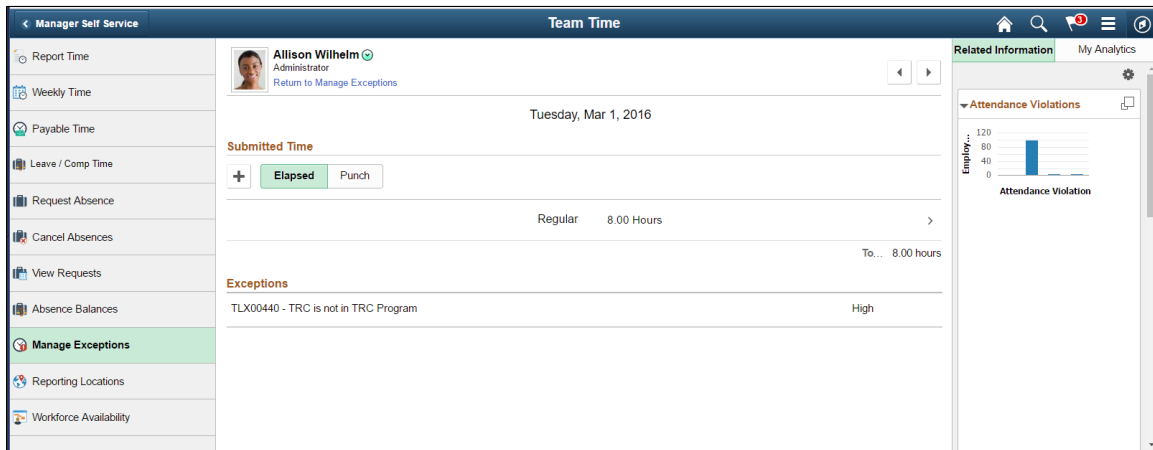 Manager Self Service
Team Time
3
Report Time
Weekly Time
Payable Time
Leave / Comp Time
Request Absence
Cancel Absences
View Requests
Absence Balances
Manage Exceptions
Reporting Locations
Workforce Availability
Allison Wilhelm
Administrator
Return to Manage Exceptions
Tuesday, Mar 1, 2016
Submitted Time
Elapsed Punch
Regular 8.00 Hours
To... 8.00 hours
Exceptions
TLX00440 - TRC is not in TRC Program High
Related Information My Analytics
Attendance Violations
Employ...
120
80
40
0
Attendance Violation